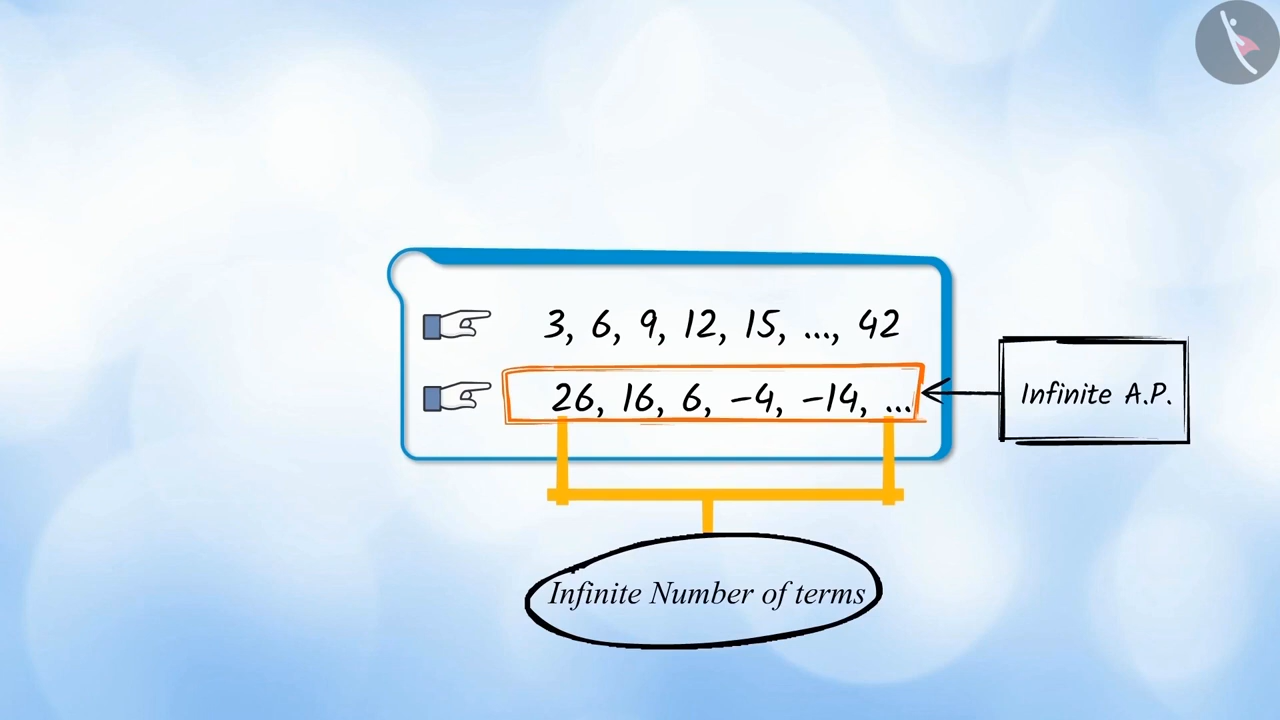 3, 6, 9, 12, 15, ..., 42
26, 16, 6, −4, −14, ...
Infinite A.P.
Infinite Number of terms